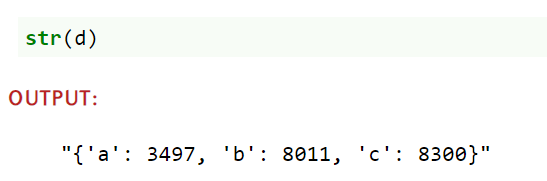 str(d)
OUTPUT:
"{'a': 3497, 'b': 8011, 'c': 8300}"